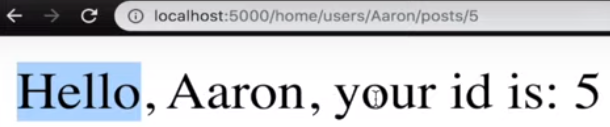 localhost:5000/home/users/Aaron/posts/5
Hello, Aaron, your id is: 5